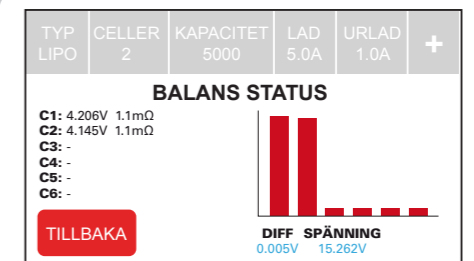 TYP CELLER KAPACITET LAD URLAD +
LIPO 2 5000 5.0A 1.0A
BALANS STATUS
C1: 4.206V 1.1mΩ
C2: 4.145V 1.1mΩ
C3: -
C4: -
C5: -
C6: -
TILLBAKA
DIFF SPÄNNING
0.005V 15.262V